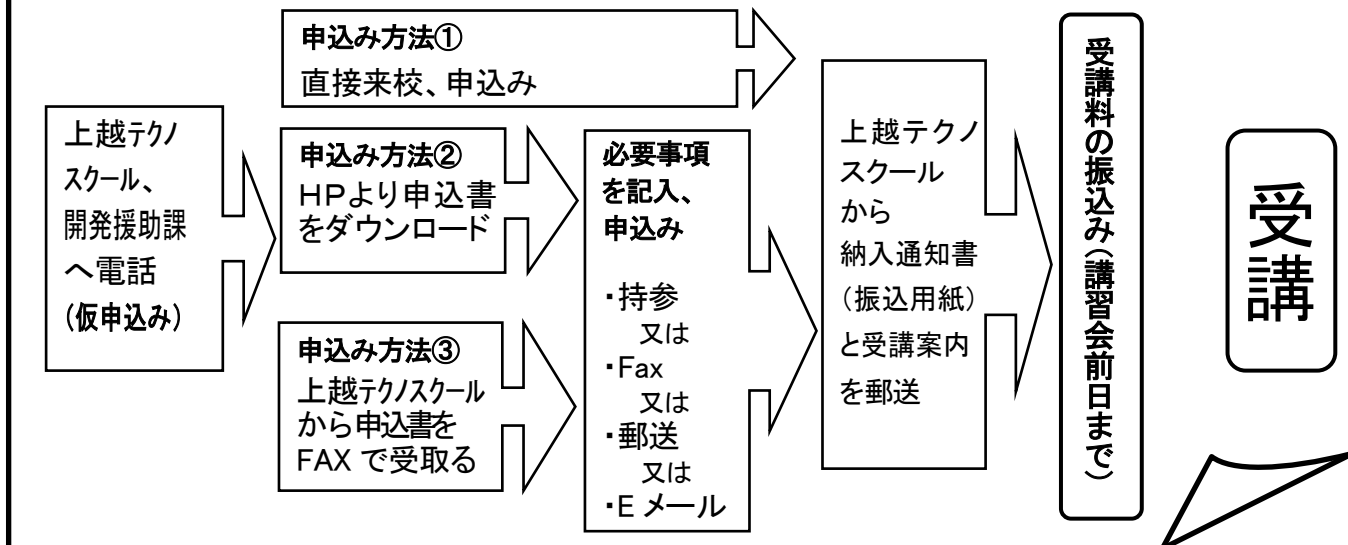 上越テクノ
スクール、
開発援助課
へ電話
(仮申込み)
申込み方法①
直接来校、申込み
申込み方法②
HPより申込書
をダウンロード
申込み方法③
上越テクノスクール
から申込書を
FAX で受取る
必要事項
を記入、
申込み
・持参
又は
・Fax
又は
・郵送
又は
・E メール
上越テクノ
スクール
から
納入通知書
(振込用紙)
と受講案内
を郵送
受講料の振込み(講習会前日まで)
受講